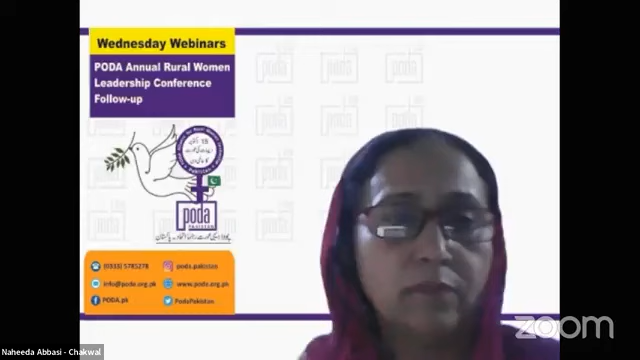 Wednesday Webinars
PODA Annual Rural Women
Leadership Conference
Follow-up
poda
PAKISTAN
(0333) 5785278
poda.pakistan
info@poda.org.pk
www.poda.org.pk
PODA.pk
PodaPakistan
zoom
Naheeda Abbasi - Chakwal